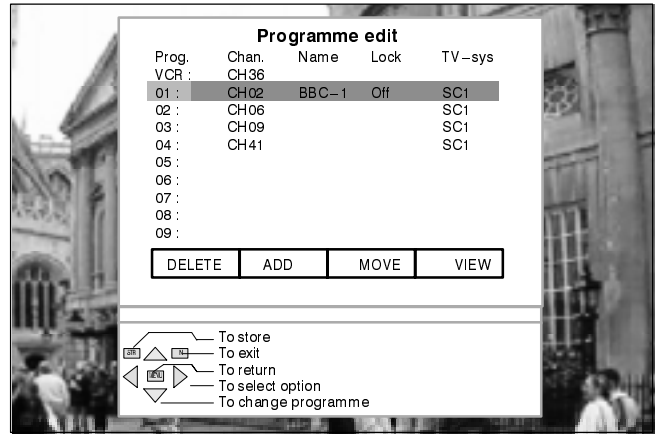 Programme edit
Prog. Chan. Name Lock TV-sys
VCR : CH36
01 : CH02 BBC-1 Off SC1
02 : CH06 SC1
03 : CH09 SC1
04 : CH41 SC1
05 :
06 :
07 :
08 :
09 :
DELETE ADD MOVE VIEW
To store
STR N To exit
MENU To return
To select option
To change programme